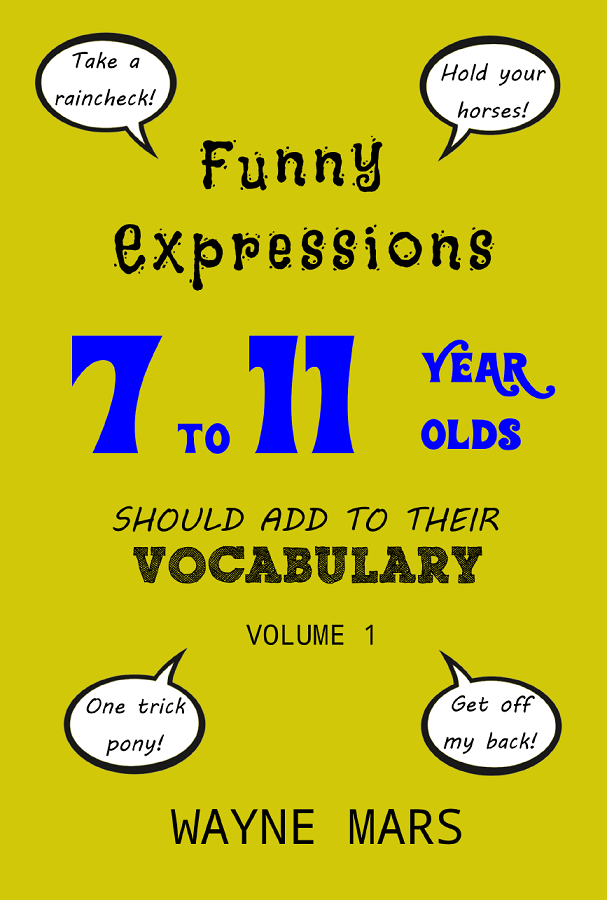 Take a
raincheck!
Hold your
horses!
Funny
Expressions
7 TO 11
YEAR
OLDS
SHOULD ADD TO THEIR
VOCABULARY
VOLUME 1
One trick
pony!
Get off
my back!
WAYNE MARS